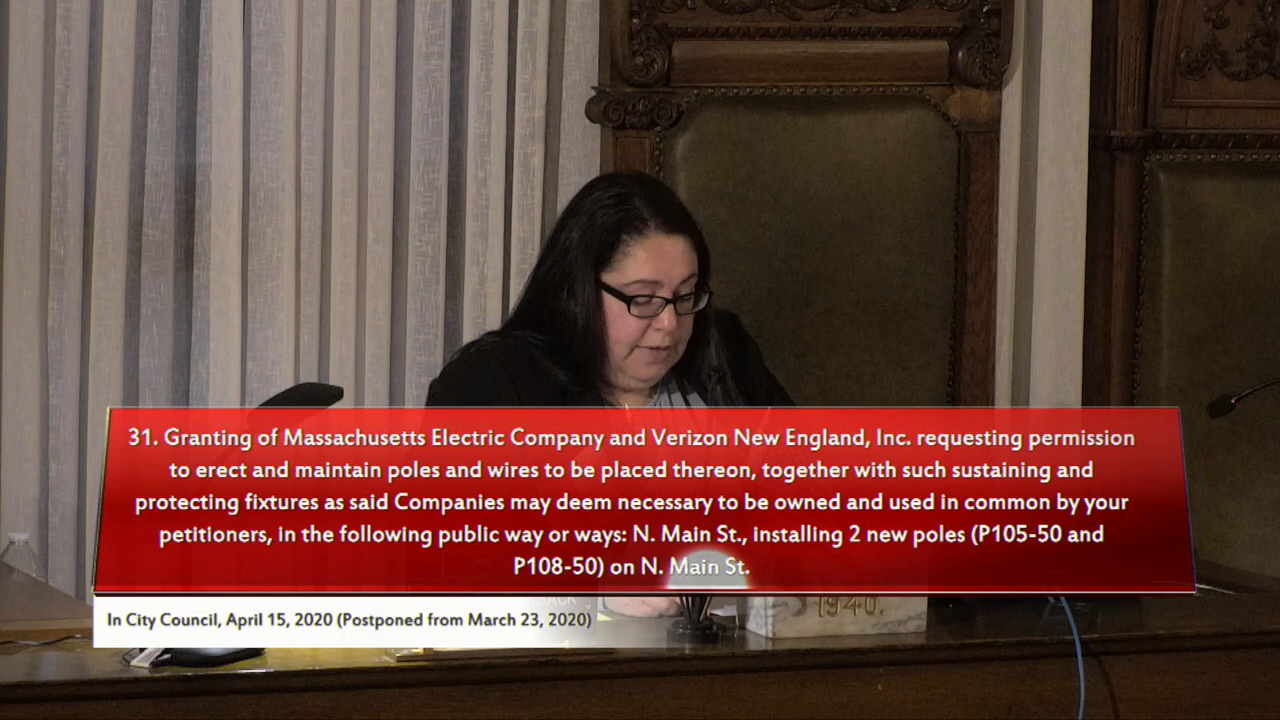 31. Granting of Massachusetts Electric Company and Verizon New England, Inc. requesting permission
to erect and maintain poles and wires to be placed thereon, together with such sustaining and
protecting fixtures as said Companies may deem necessary to be owned and used in common by your
petitioners, in the following public way or ways: N. Main St., installing 2 new poles (P105-50 and
P108-50) on N. Main St.
1940.
In City Council, April 15, 2020 (Postponed from March 23, 2020)